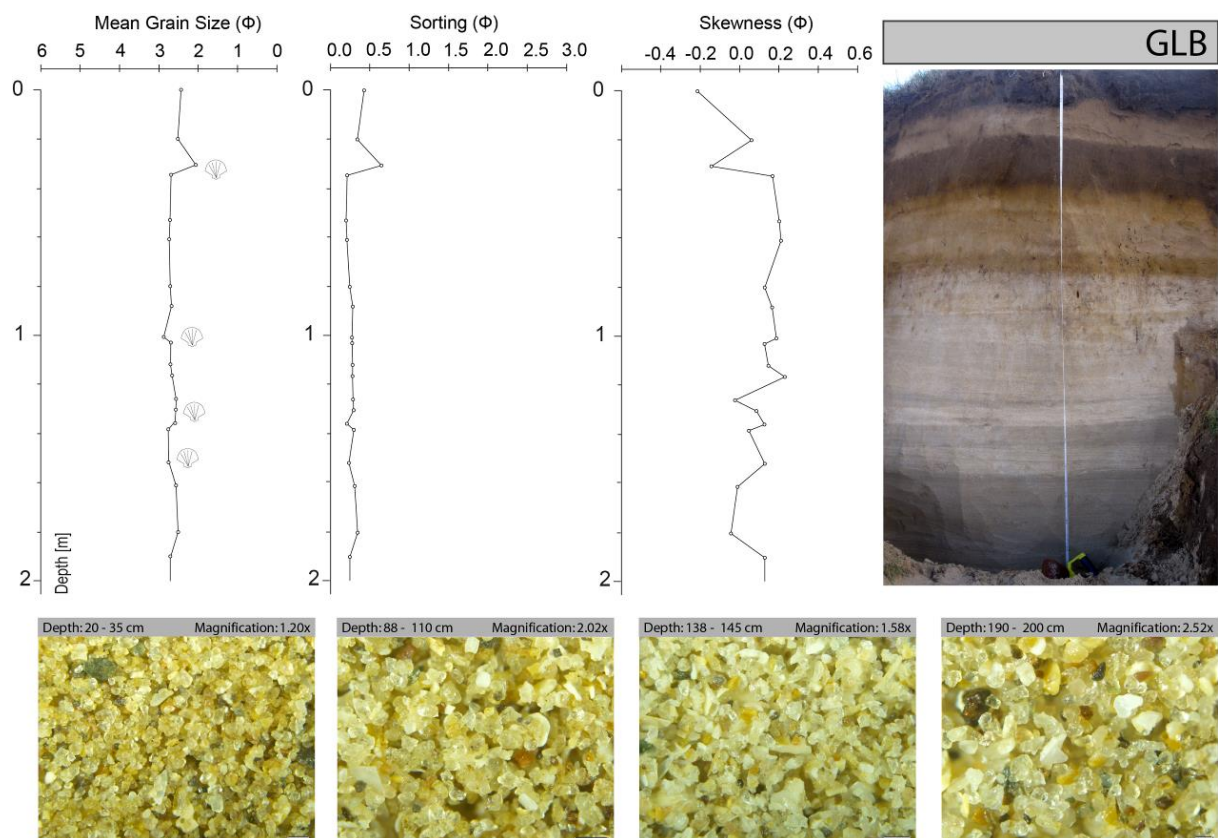 Mean Grain Size (Φ)
6 5 4 3 2 1 0
Sorting (Φ)
0.0 0.5 1.0 1.5 2.0 2.5 3.0
Skewness (Φ)
-0.4 -0.2 0.0 0.2 0.4 0.6
GLB
0 0 0
1 1 1
Depth [m]
2 2 2
Depth: 20 - 35 cm Magnification: 1.20x
Depth: 88 - 110 cm Magnification: 2.02x
Depth: 138 - 145 cm Magnification: 1.58x
Depth: 190 - 200 cm Magnification: 2.52x